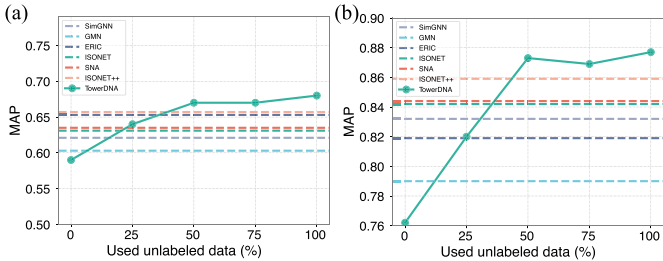 (a)
MAP
0.75
0.70
0.65
0.60
0.55
0.50
SimGNN
GMN
ERIC
ISONET
SNA
ISONET++
TowerDNA
0
25
50
75
100
Used unlabeled data (%)
(b)
MAP
0.90
0.88
0.86
0.84
0.82
0.80
0.78
0.76
SimGNN
GMN
ERIC
ISONET
SNA
ISONET++
TowerDNA
0
25
50
75
100
Used unlabeled data (%)